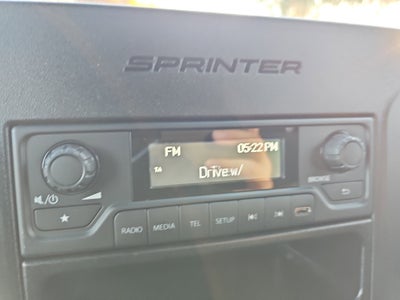 SPRINTER
FM 05:22 PM
TA
Drive w/
BROWSE
RADIO MEDIA TEL SETUP